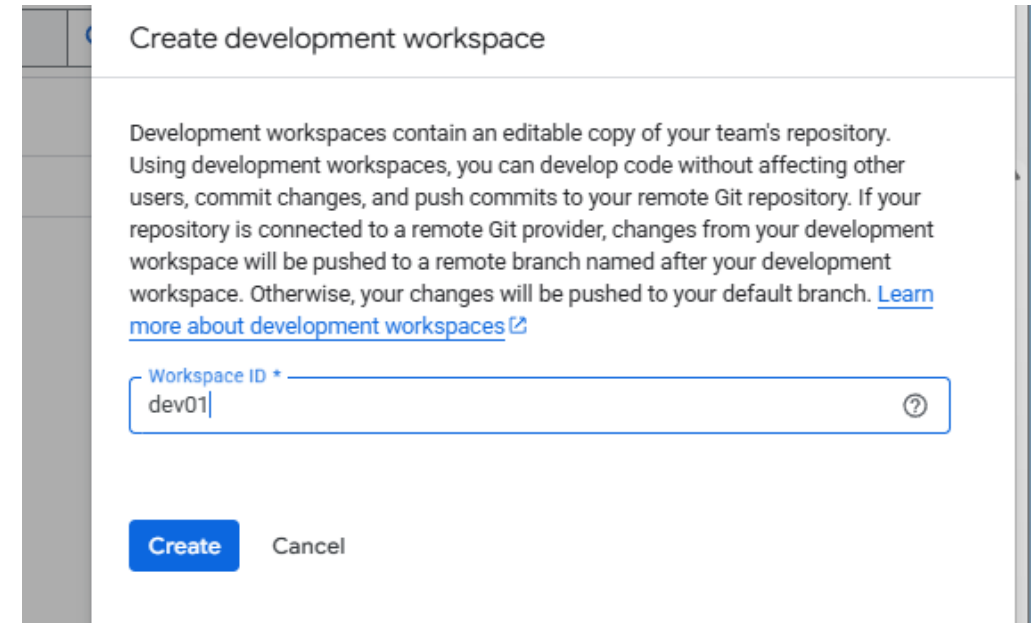 Create development workspace
Development workspaces contain an editable copy of your team's repository.
Using development workspaces, you can develop code without affecting other
users, commit changes, and push commits to your remote Git repository. If your
repository is connected to a remote Git provider, changes from your development
workspace will be pushed to a remote branch named after your development
workspace. Otherwise, your changes will be pushed to your default branch. Learn
more about development workspaces
Workspace ID *
dev01
Create Cancel